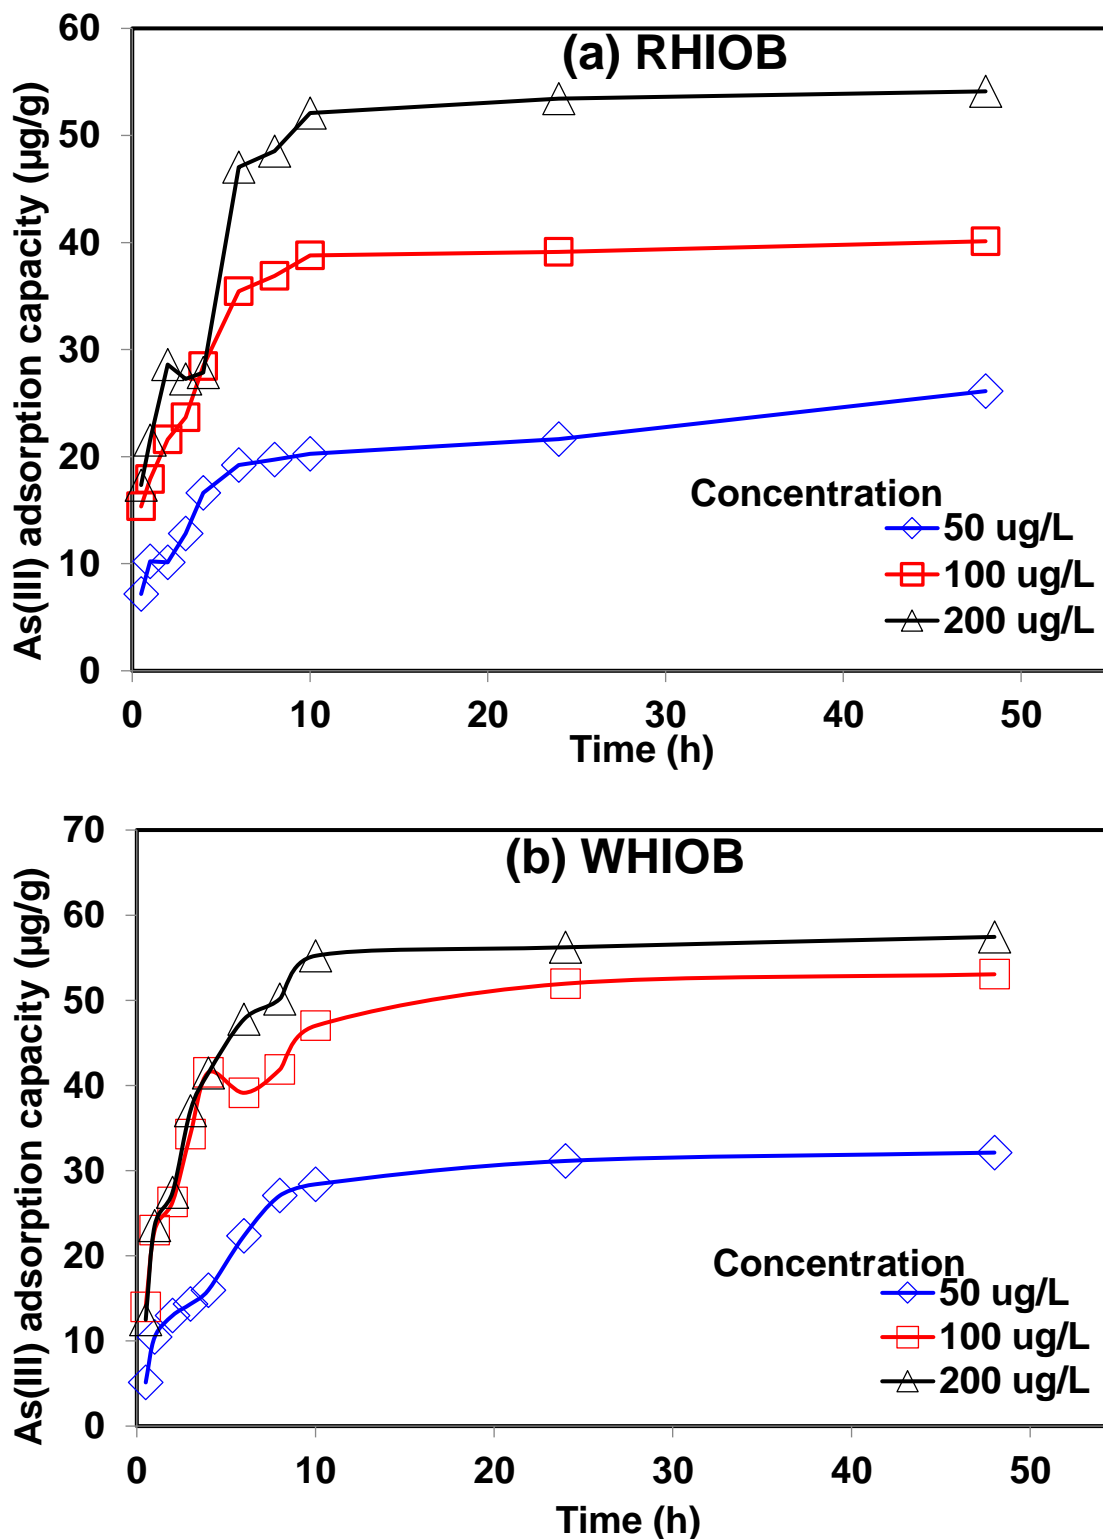 (a) RHIOB
As(III) adsorption capacity (µg/g)
60
50
40
30
20
10
0
Concentration
50 ug/L
100 ug/L
200 ug/L
0 10 20 30 40 50
Time (h)
(b) WHIOB
As(III) adsorption capacity (µg/g)
70
60
50
40
30
20
10
0
Concentration
50 ug/L
100 ug/L
200 ug/L
0 10 20 30 40 50
Time (h)